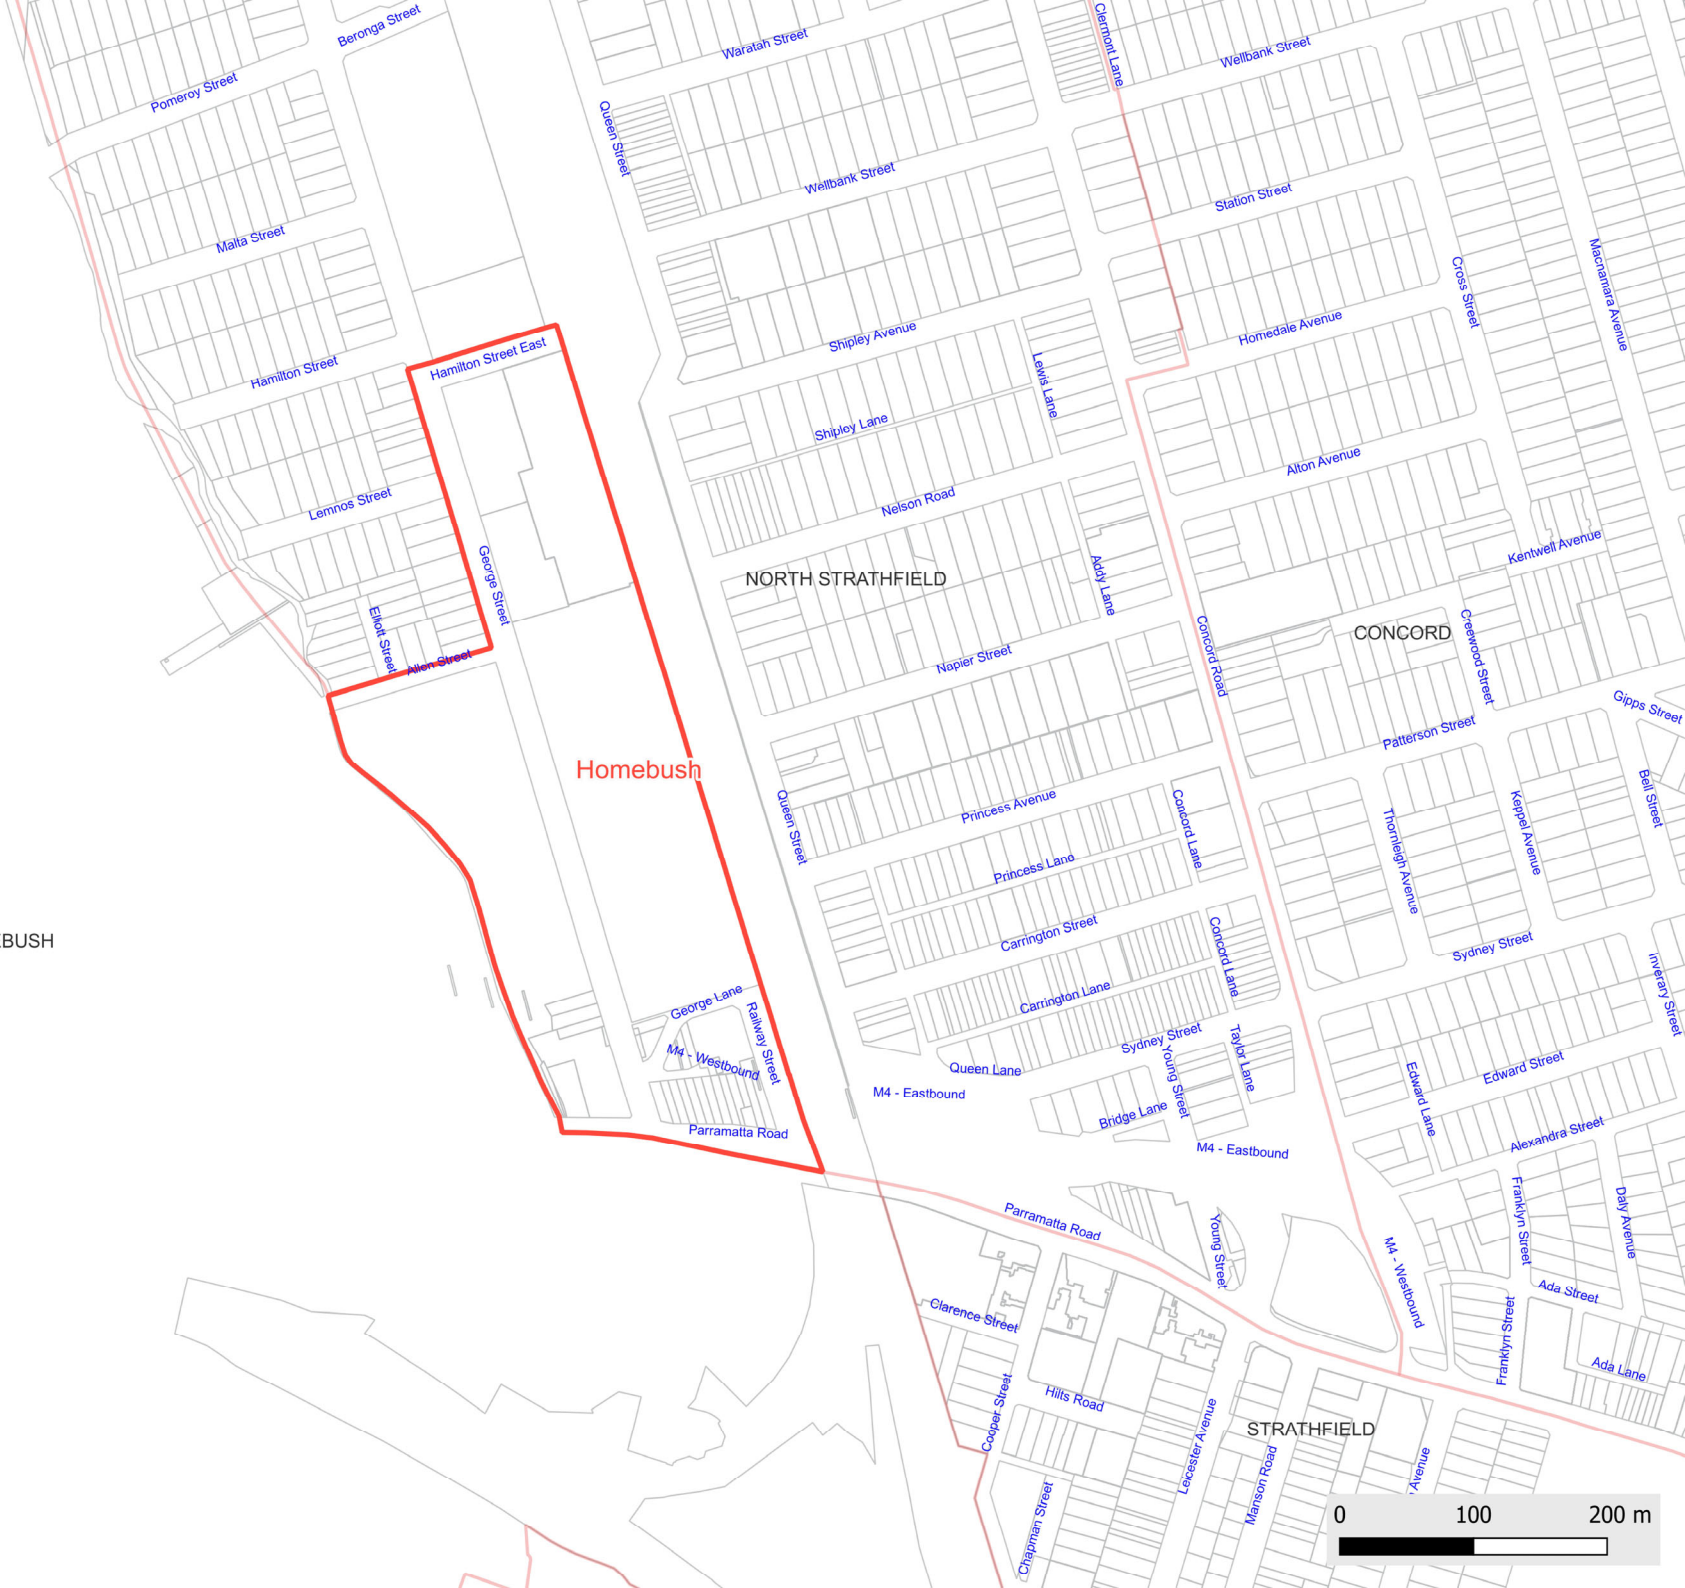 Beronga Street
Clermont Lane
Waratah Street
Wellbank Street
Pomeroy Street
Queen Street
Wellbank Street
Station Street
Malta Street
Macnamara Avenue
Cross Street
Shipley Avenue
Homedale Avenue
Hamilton Street East
Hamilton Street
Lewis Lane
Shipley Lane
Alton Avenue
Lemnos Street
Nelson Road
Kentwell Avenue
George Street
NORTH STRATHFIELD
Addy Lane
CONCORD
Elliott Street
Allen Street
Napier Street
Concord Road
Creewood Street
Gipps Street
Patterson Street
Homebush
Queen Street
Princess Avenue
Concord Lane
Thornleigh Avenue
Keppel Avenue
Bell Street
Princess Lane
EBUSH
Carrington Street
Concord Lane
Sydney Street
Inverary Street
George Lane
Carrington Lane
Railway Street
M4 - Westbound
Sydney Street
Taylor Lane
Queen Lane
Young Street
Edward Street
Edward Lane
M4 - Eastbound
Bridge Lane
Parramatta Road
M4 - Eastbound
Alexandra Street
Parramatta Road
Young Street
Franklyn Street
Daly Avenue
M4 - Westbound
Clarence Street
Ada Street
Franklyn Street
Ada Lane
Hilts Road
Cooper Street
Leicester Avenue
STRATHFIELD
Manson Road
Avenue
Chapman Street
0 100 200 m